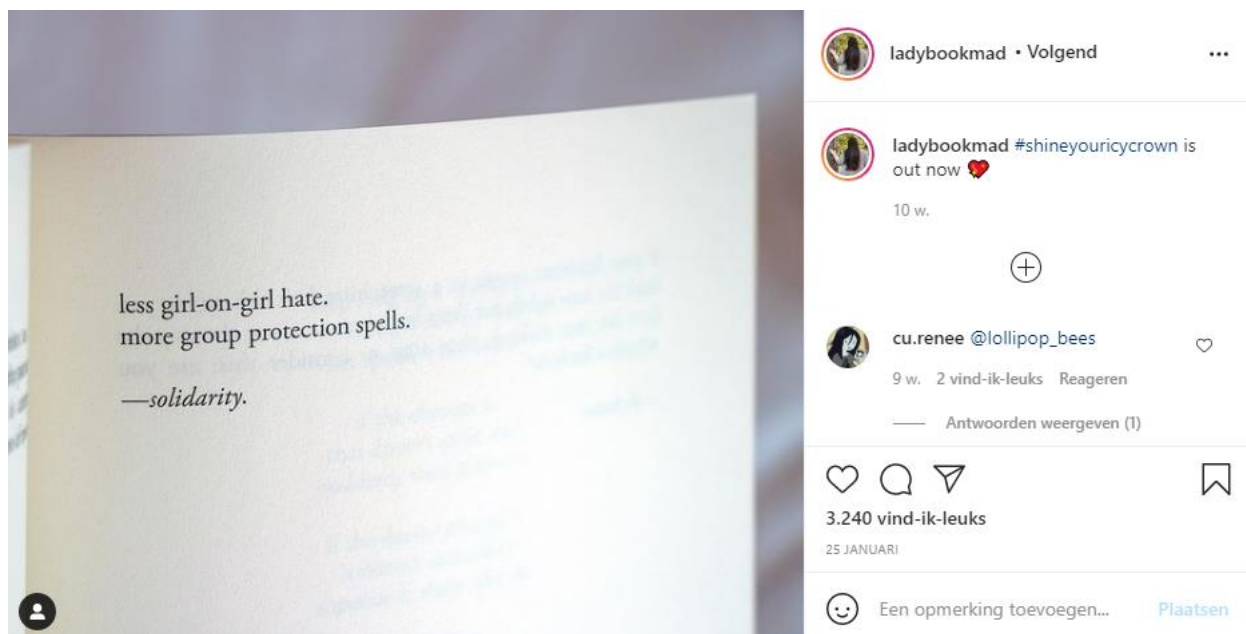 less girl-on-girl hate.
more group protection spells.
—solidarity.
ladybookmad • Volgend
ladybookmad #shineyouricycrown is
out now
10 w.
cu.renee @lollipop_bees
9 w. 2 vind-ik-leuks Reageren
Antwoorden weergeven (1)
3.240 vind-ik-leuks
25 JANUARI
Een opmerking toevoegen... Plaatsen